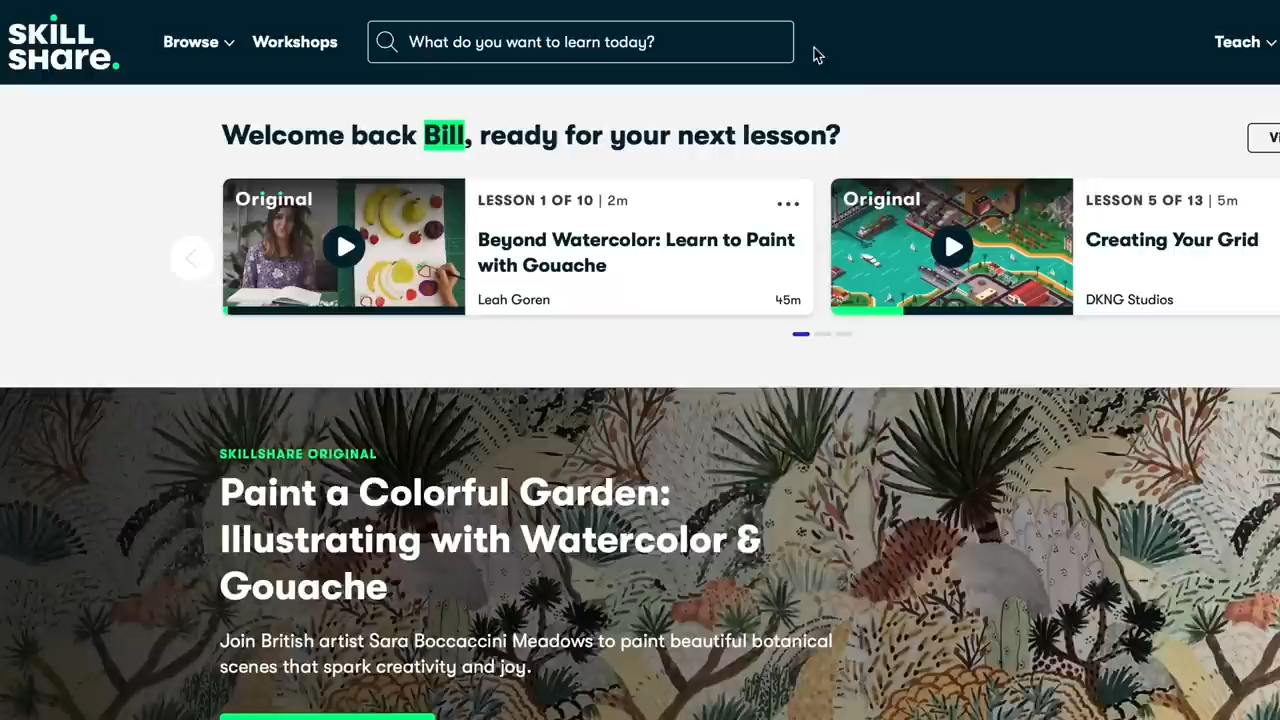 SKILL
SHare.
Browse
Workshops
What do you want to learn today?
Teach
Welcome back Bill, ready for your next lesson?
Original
LESSON 1 OF 10 | 2m
Beyond Watercolor: Learn to Paint
with Gouache
Leah Goren
45m
Original
LESSON 5 OF 13 | 5m
Creating Your Grid
DKNG Studios
SKILLSHARE ORIGINAL
Paint a Colorful Garden:
Illustrating with Watercolor &
Gouache
Join British artist Sara Boccaccini Meadows to paint beautiful botanical
scenes that spark creativity and joy.